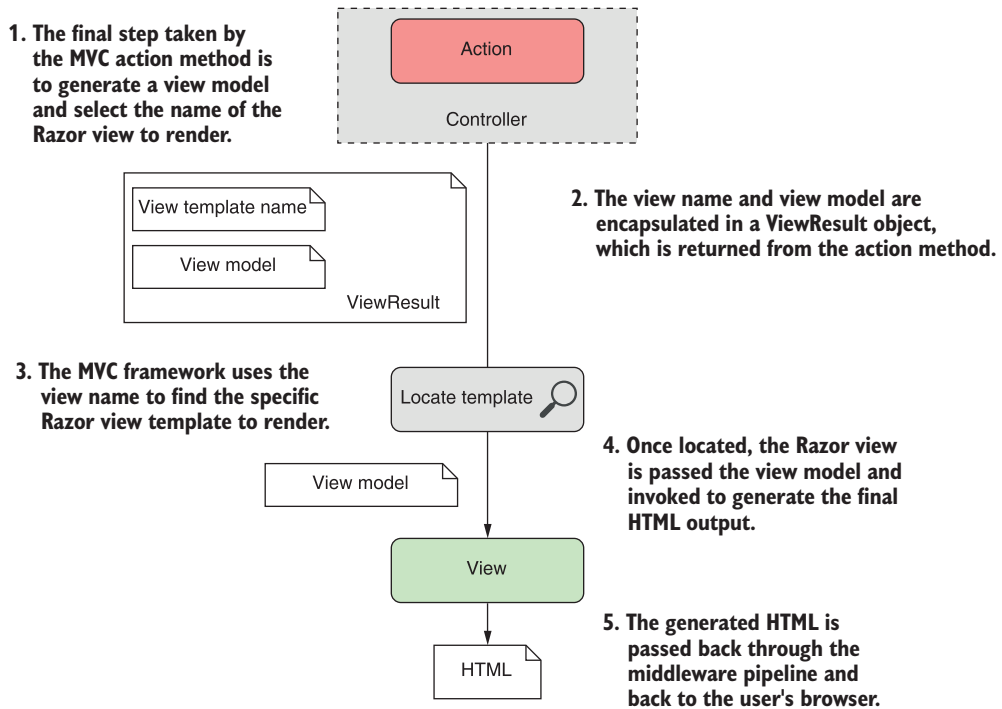 1. The final step taken by
the MVC action method is
to generate a view model
and select the name of the
Razor view to render.
Action
Controller
View template name
View model
ViewResult
2. The view name and view model are
encapsulated in a ViewResult object,
which is returned from the action method.
3. The MVC framework uses the
view name to find the specific
Razor view template to render.
Locate template
4. Once located, the Razor view
is passed the view model and
invoked to generate the final
HTML output.
View model
View
5. The generated HTML is
passed back through the
middleware pipeline and
back to the user's browser.
HTML